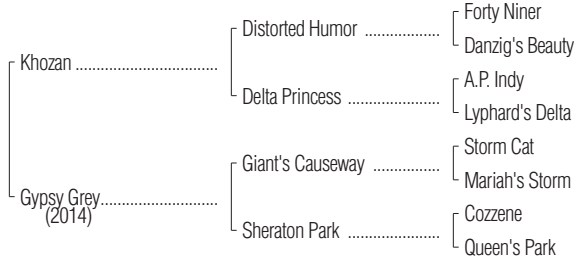 Forty Niner
Distorted Humor ..................
Danzig's Beauty
Khozan ...................................
A.P. Indy
Delta Princess ......................
Lyphard's Delta
Storm Cat
Giant's Causeway ................
Mariah's Storm
Gypsy Grey.............................
(2014)
Cozzene
Sheraton Park ......................
Queen's Park